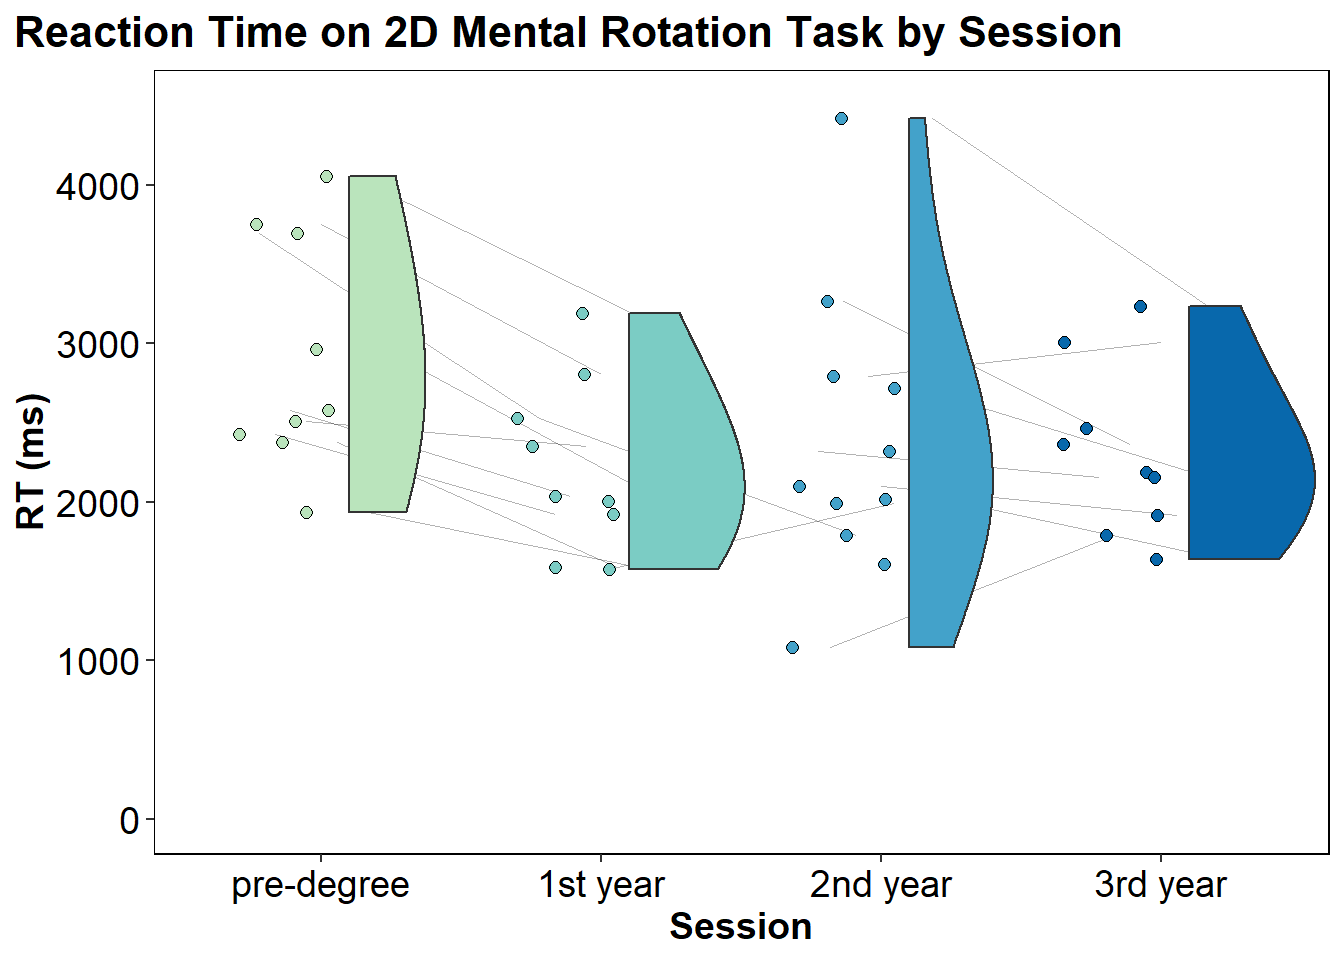 Reaction Time on 2D Mental Rotation Task by Session
RT (ms)
4000
3000
2000
1000
0
pre-degree 1st year 2nd year 3rd year
Session